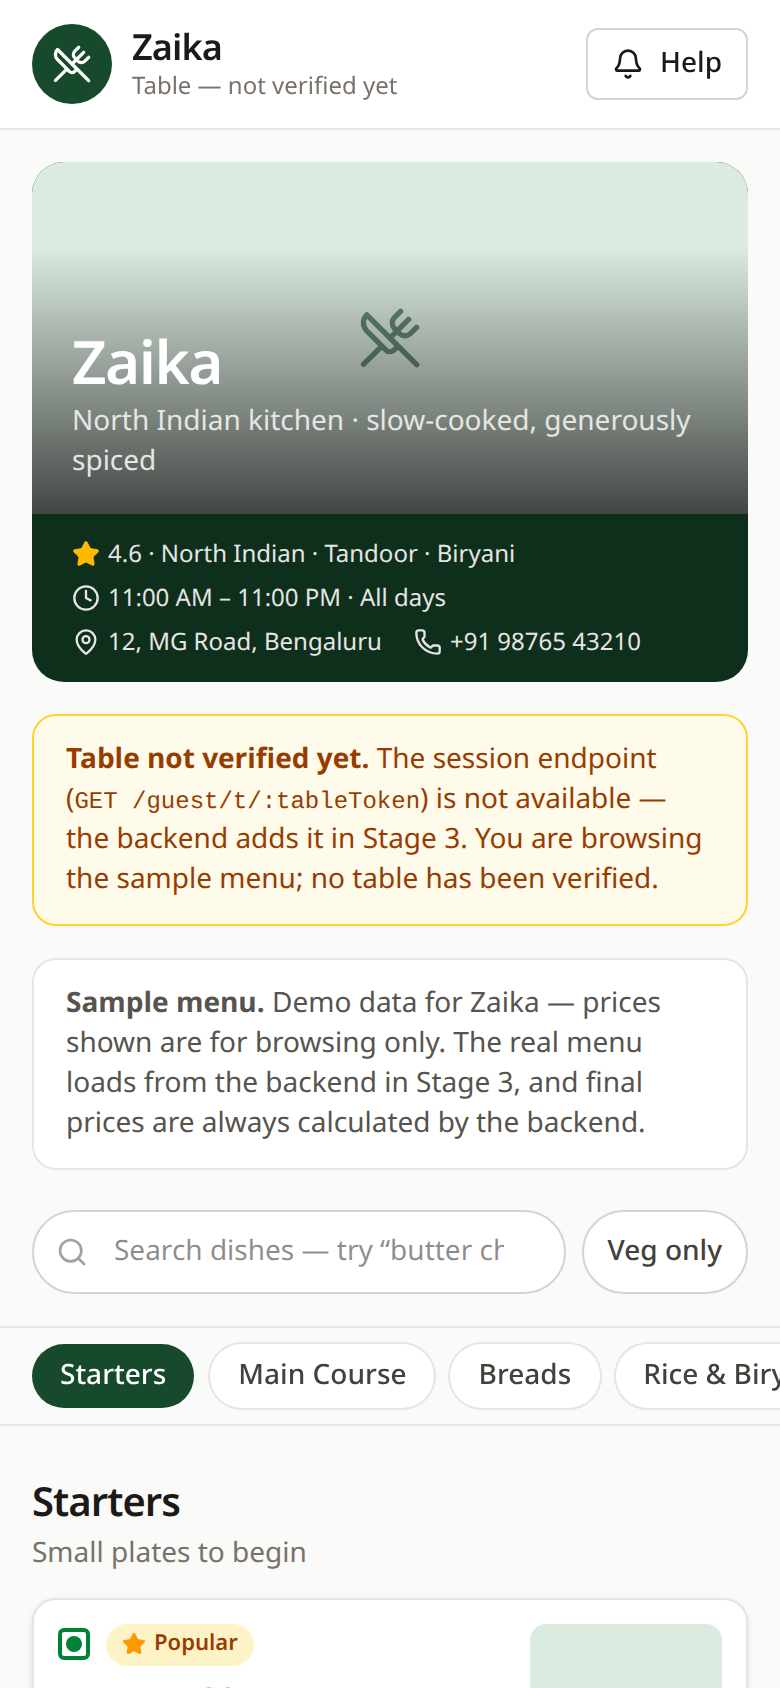 Zaika
Table — not verified yet
Help
Zaika
North Indian kitchen · slow-cooked, generously
spiced
4.6 · North Indian · Tandoor · Biryani
11:00 AM – 11:00 PM · All days
12, MG Road, Bengaluru +91 98765 43210
Table not verified yet. The session endpoint
(GET /guest/t/:tableToken) is not available —
the backend adds it in Stage 3. You are browsing
the sample menu; no table has been verified.
Sample menu. Demo data for Zaika — prices
shown are for browsing only. The real menu
loads from the backend in Stage 3, and final
prices are always calculated by the backend.
Search dishes — try “butter ch
Veg only
Starters Main Course Breads Rice & Biry
Starters
Small plates to begin
Popular